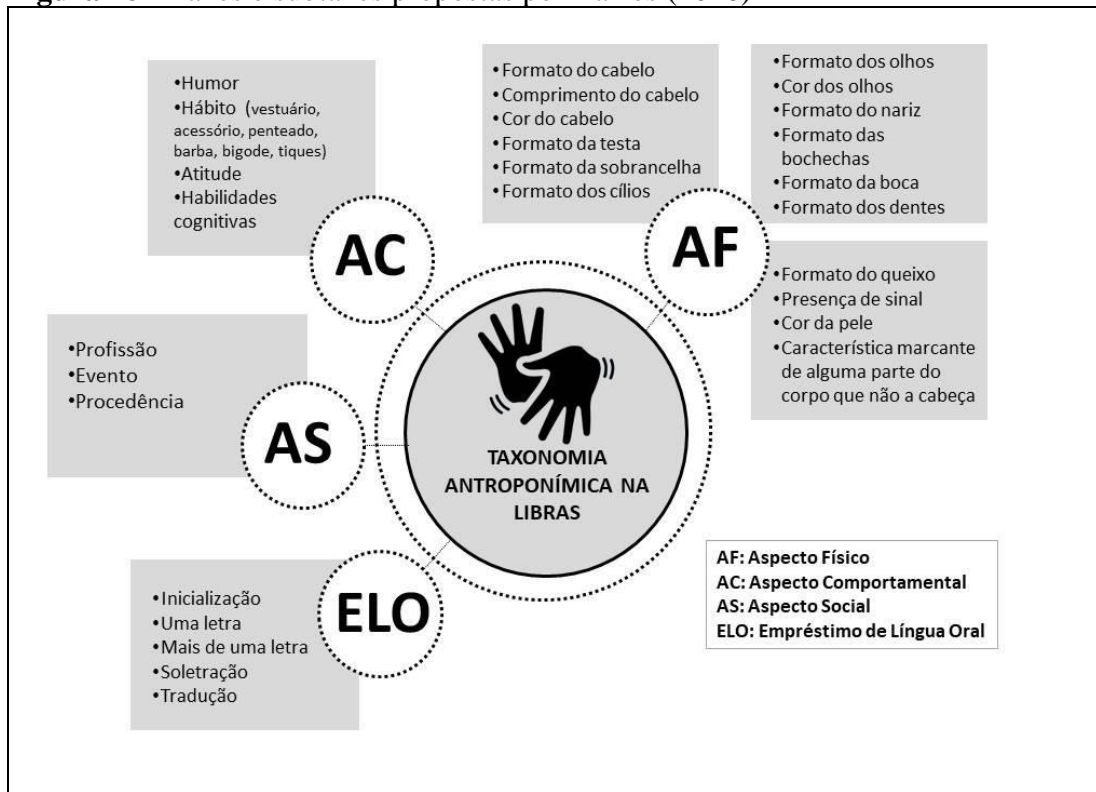 •Humor
•Hábito (vestuário,
acessório, penteado,
barba, bigode, tiques)
•Atitude
•Habilidades
cognitivas
•Formato do cabelo
•Comprimento do cabelo
•Cor do cabelo
•Formato da testa
•Formato da sobrancelha
•Formato dos cílios
•Formato dos olhos
•Cor dos olhos
•Formato do nariz
•Formato das
bochechas
•Formato da boca
•Formato dos dentes
AC
AF
•Formato do queixo
•Presença de sinal
•Cor da pele
•Característica marcante
de alguma parte do
corpo que não a cabeça
•Profissão
•Evento
•Procedência
AS
TAXONOMIA
ANTROPONÍMICA NA
LIBRAS
•Inicialização
•Uma letra
•Mais de uma letra
•Soletração
•Tradução
ELO
AF: Aspecto Físico
AC: Aspecto Comportamental
AS: Aspecto Social
ELO: Empréstimo de Língua Oral